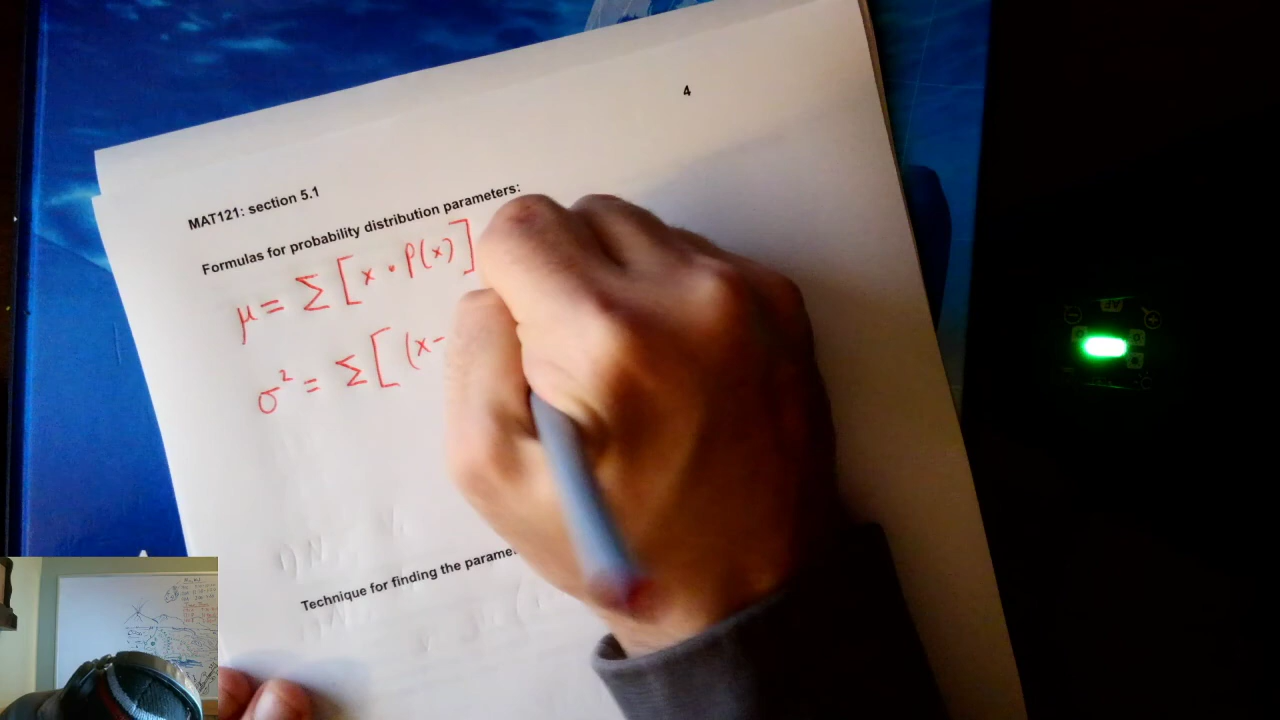 4
MAT121: section 5.1
Formulas for probability distribution parameters:
μ = Σ [x • P(x)]
σ² = Σ [(x-
Technique for finding the parame